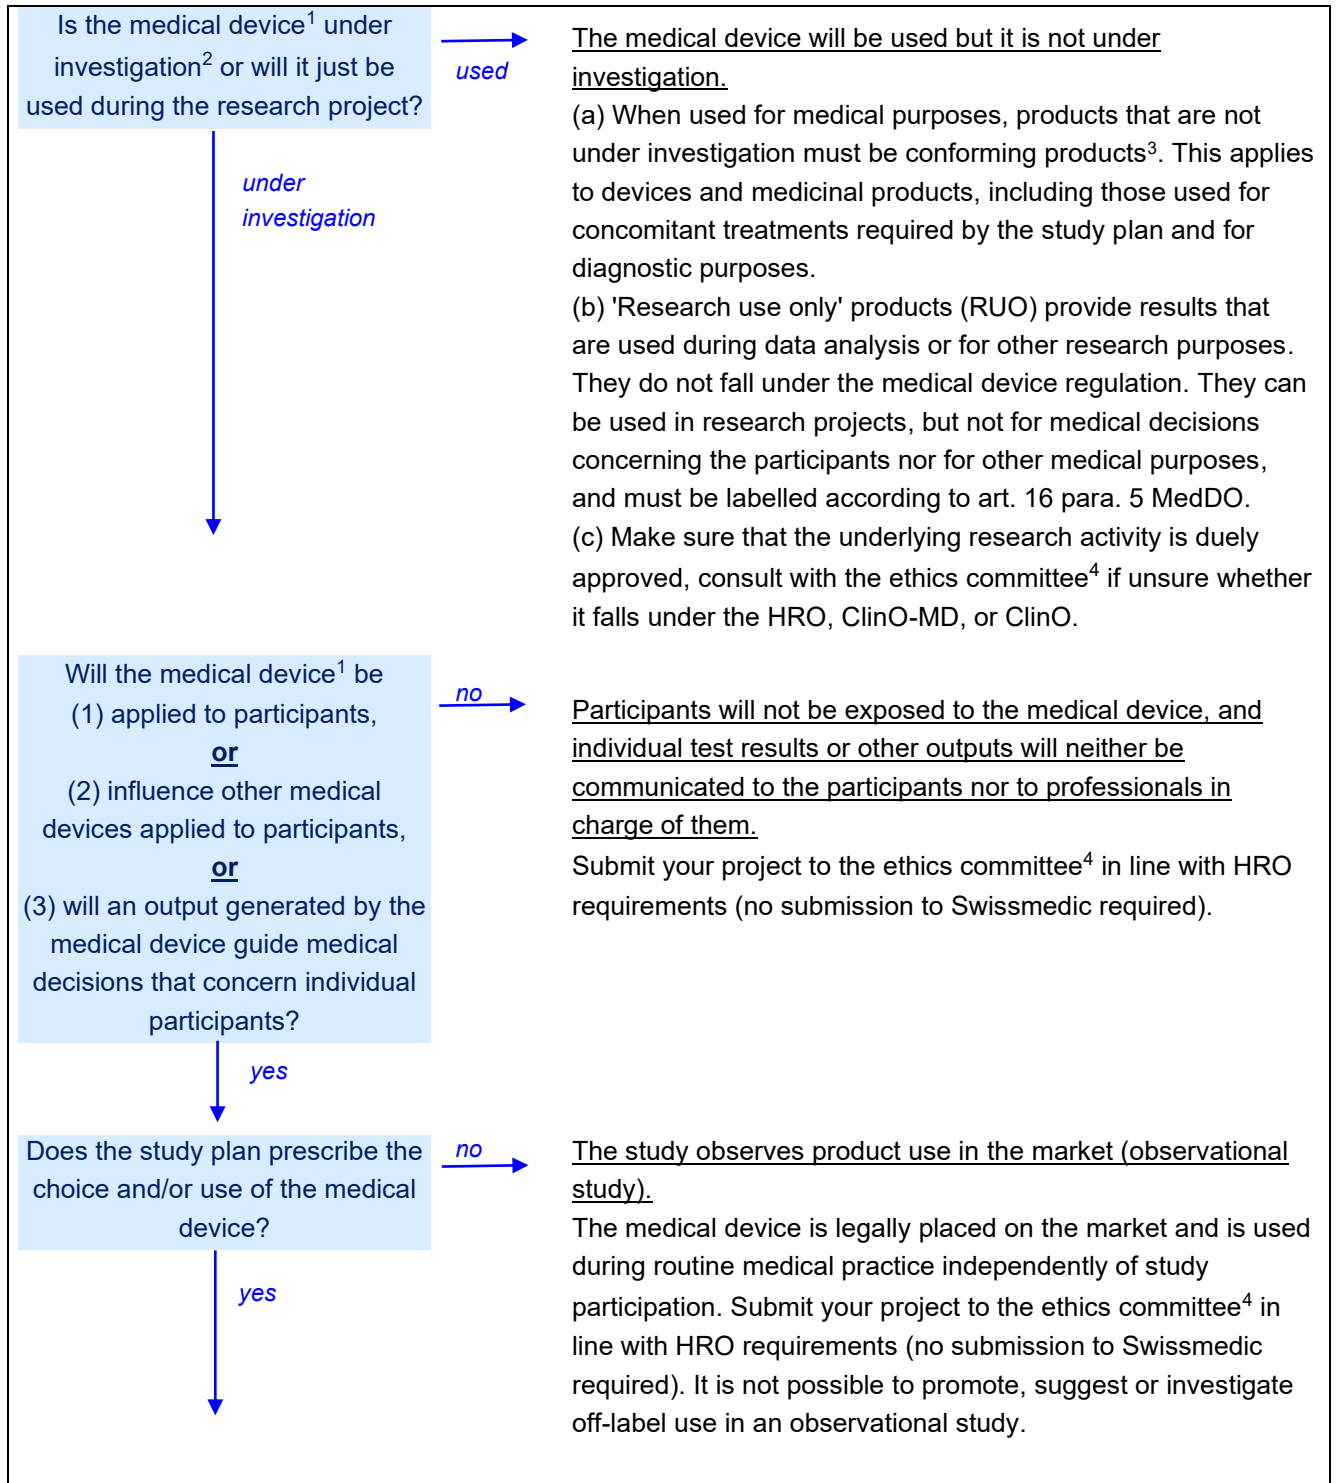 Is the medical device¹ under
investigation² or will it just be
used during the research project?
used
under
investigation
The medical device will be used but it is not under
investigation.
(a) When used for medical purposes, products that are not
under investigation must be conforming products³. This applies
to devices and medicinal products, including those used for
concomitant treatments required by the study plan and for
diagnostic purposes.
(b) 'Research use only' products (RUO) provide results that
are used during data analysis or for other research purposes.
They do not fall under the medical device regulation. They can
be used in research projects, but not for medical decisions
concerning the participants nor for other medical purposes,
and must be labelled according to art. 16 para. 5 MedDO.
(c) Make sure that the underlying research activity is duely
approved, consult with the ethics committee⁴ if unsure whether
it falls under the HRO, ClinO-MD, or ClinO.
Will the medical device¹ be
(1) applied to participants,
or
(2) influence other medical
devices applied to participants,
or
(3) will an output generated by the
medical device guide medical
decisions that concern individual
participants?
no
yes
Participants will not be exposed to the medical device, and
individual test results or other outputs will neither be
communicated to the participants nor to professionals in
charge of them.
Submit your project to the ethics committee⁴ in line with HRO
requirements (no submission to Swissmedic required).
Does the study plan prescribe the
choice and/or use of the medical
device?
no
yes
The study observes product use in the market (observational
study).
The medical device is legally placed on the market and is used
during routine medical practice independently of study
participation. Submit your project to the ethics committee⁴ in
line with HRO requirements (no submission to Swissmedic
required). It is not possible to promote, suggest or investigate
off-label use in an observational study.